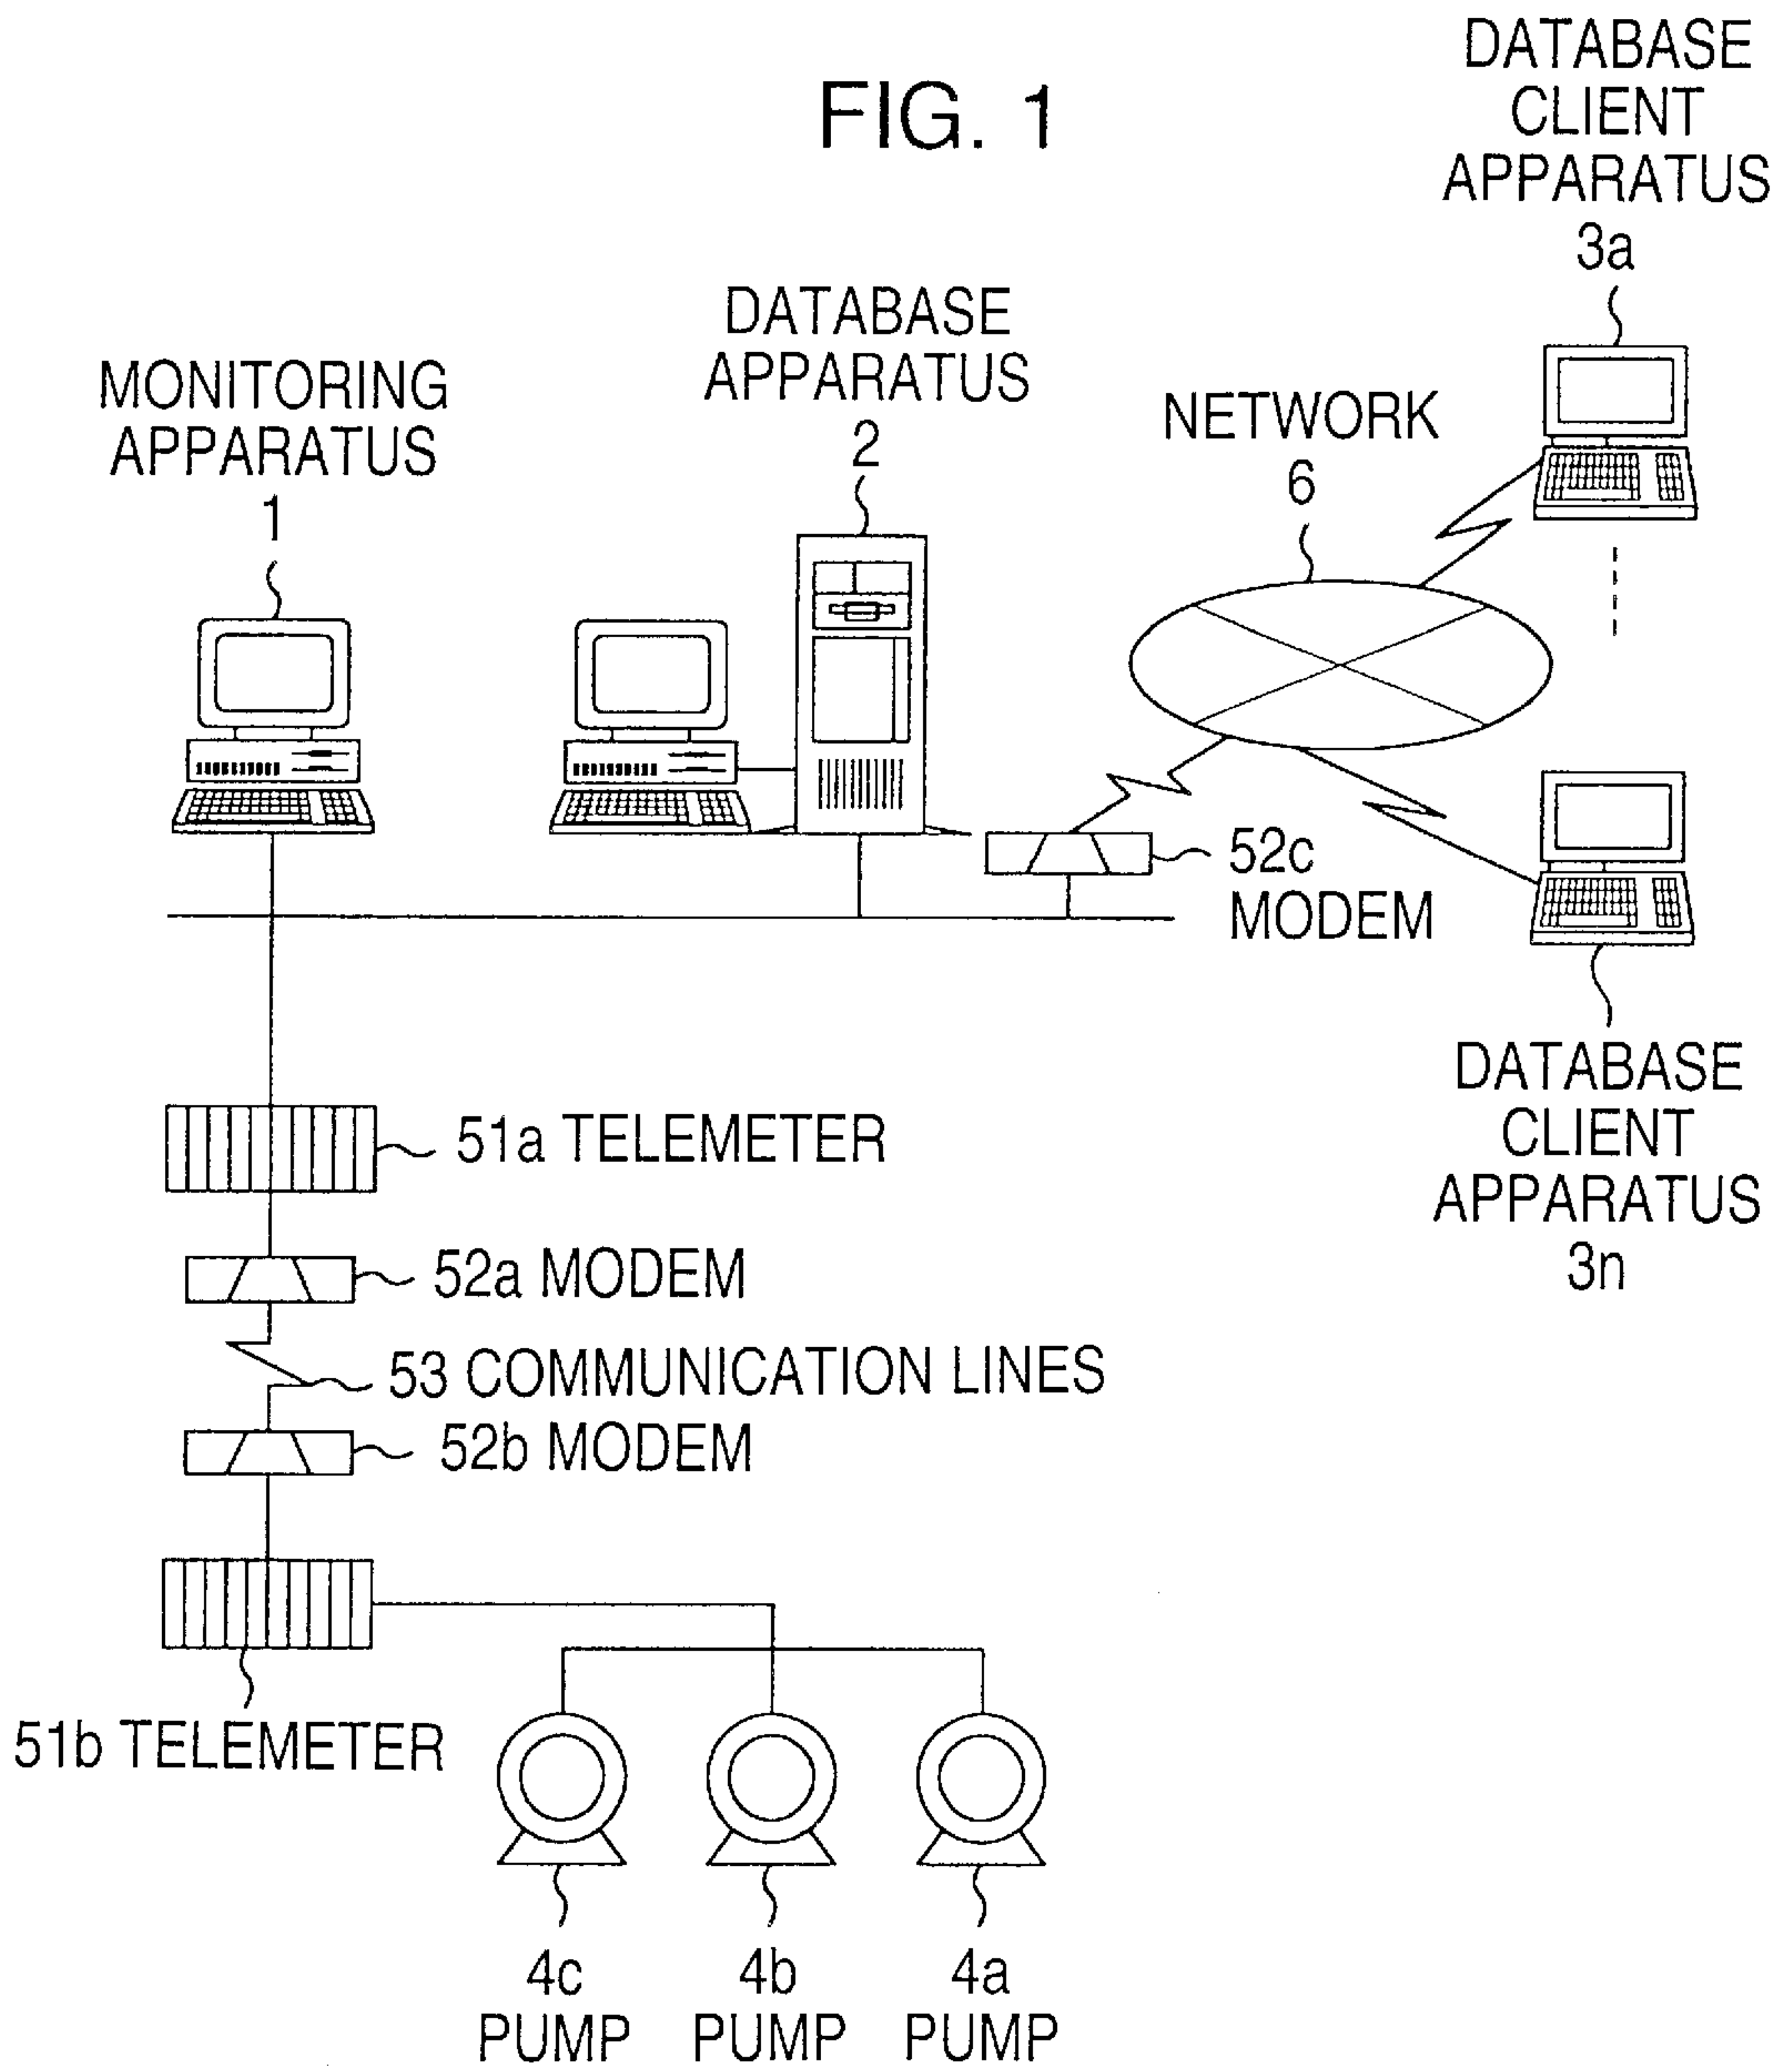 FIG. 1
DATABASE
CLIENT
APPARATUS
3a
DATABASE
APPARATUS
2
MONITORING
APPARATUS
1
NETWORK
6
52c
MODEM
DATABASE
CLIENT
APPARATUS
3n
51a TELEMETER
52a MODEM
53 COMMUNICATION LINES
52b MODEM
51b TELEMETER
4c
PUMP
4b
PUMP
4a
PUMP